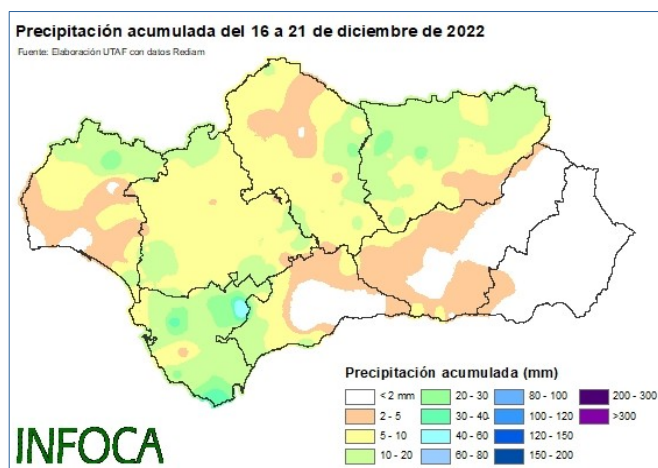 Precipitación acumulada del 16 a 21 de diciembre de 2022
Fuente: Elaboración UTAF con datos Rediam
Precipitación acumulada (mm)
< 2 mm
2 - 5
5 - 10
10 - 20
20 - 30
30 - 40
40 - 60
60 - 80
80 - 100
100 - 120
120 - 150
150 - 200
200 - 300
>300
INFOCA